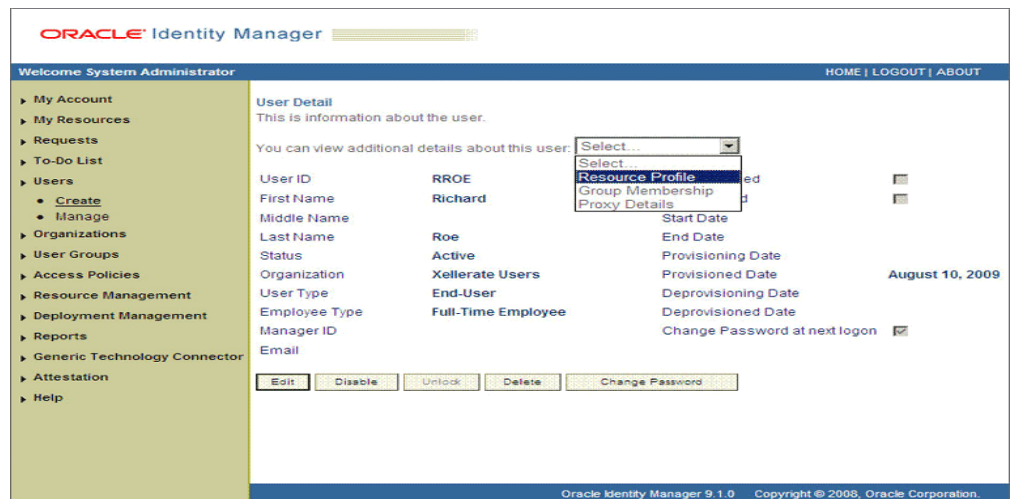 ORACLE Identity Manager
Welcome System Administrator
HOME | LOGOUT | ABOUT
My Account
My Resources
Requests
To-Do List
Users
Create
Manage
Organizations
User Groups
Access Policies
Resource Management
Deployment Management
Reports
Generic Technology Connector
Attestation
Help
User Detail
This is information about the user.
You can view additional details about this user: Select...
Select...
Resource Profile
Group Membership
Proxy Details
User ID RROE ed
First Name Richard d
Middle Name Start Date
Last Name Roe End Date
Status Active Provisioning Date
Organization Xellerate Users Provisioned Date August 10, 2009
User Type End-User Deprovisioning Date
Employee Type Full-Time Employee Deprovisioned Date
Manager ID Change Password at next logon
Email
Edit Disable Unlock Delete Change Password
Oracle Identity Manager 9.1.0 Copyright © 2008, Oracle Corporation.